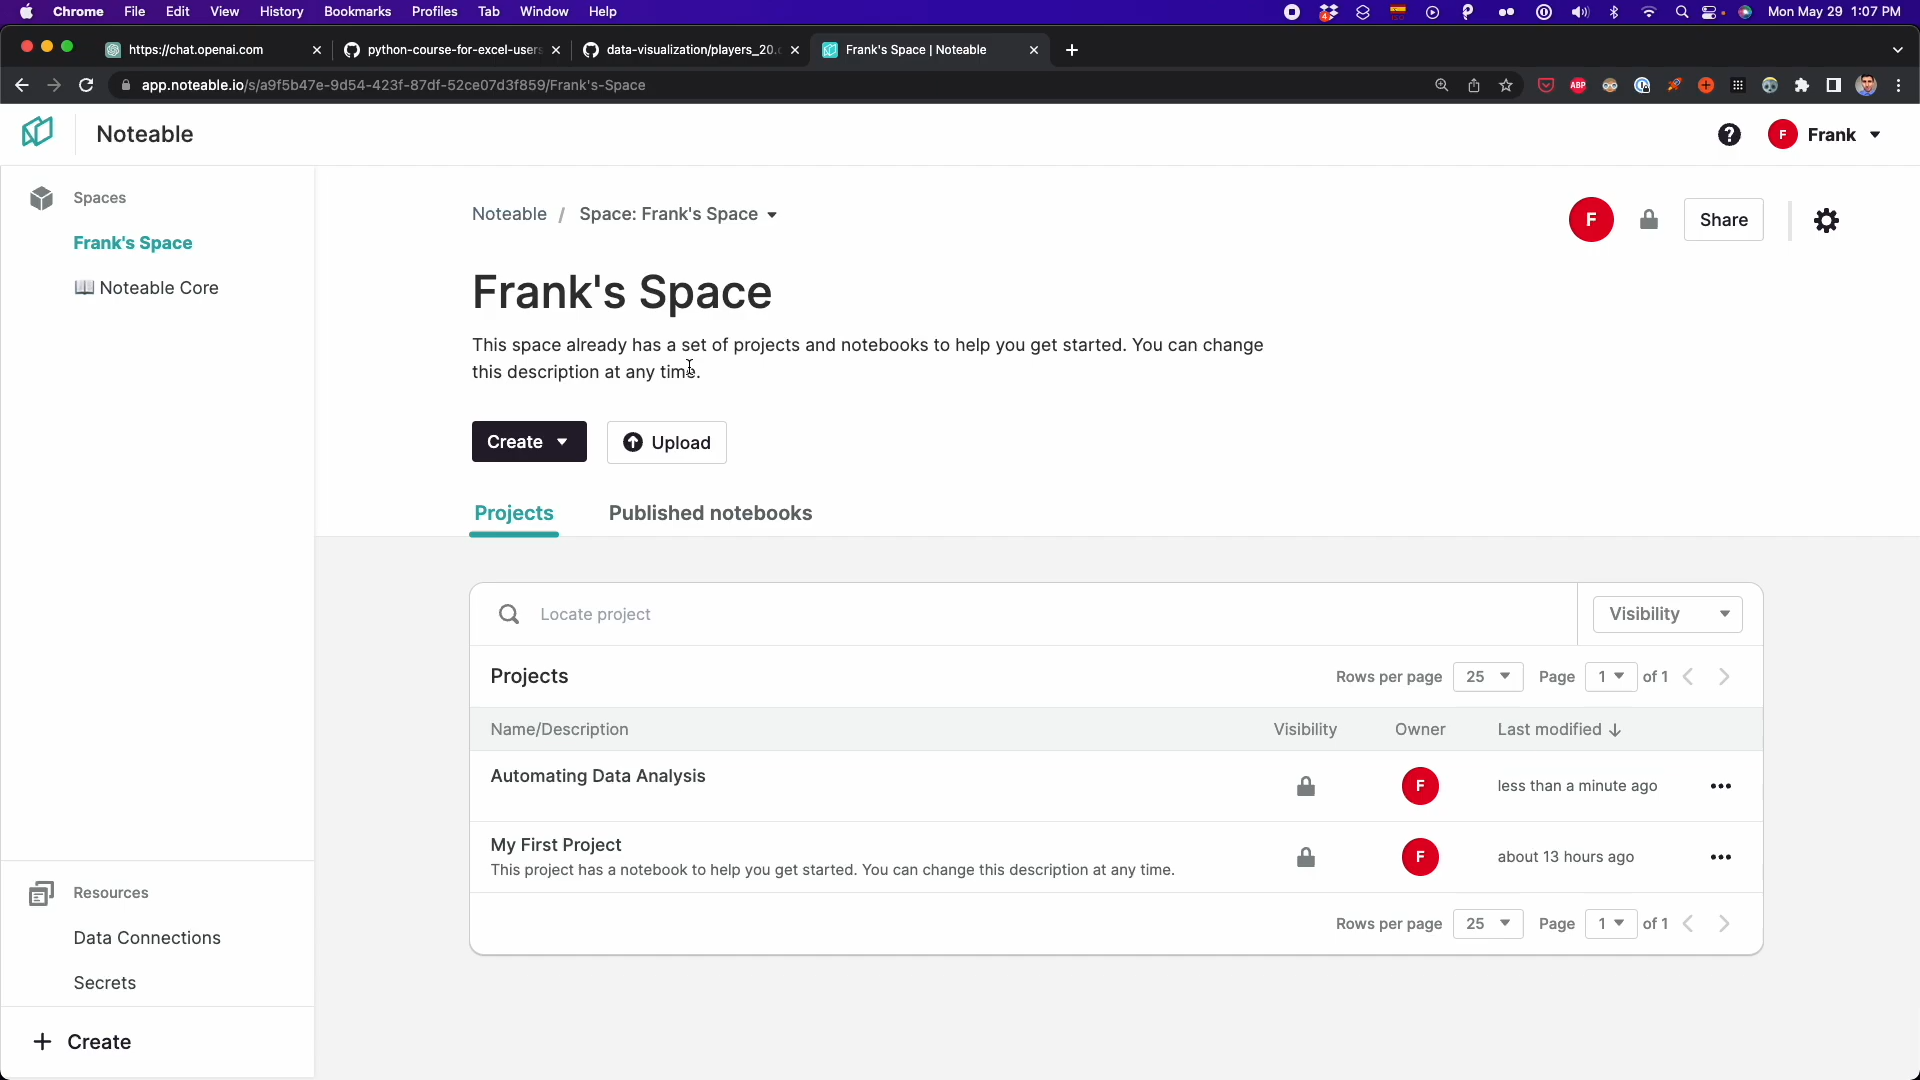 Chrome File Edit View History Bookmarks Profiles Tab Window Help Mon May 29 1:07 PM
https://chat.openai.com python-course-for-excel-users data-visualization/players_20. Frank's Space | Noteable
app.noteable.io/s/a9f5b47e-9d54-423f-87df-52ce07d3f859/Frank's-Space ABP
Noteable ? F Frank
Spaces
Frank's Space
Noteable Core
Noteable / Space: Frank's Space F Share
Frank's Space
This space already has a set of projects and notebooks to help you get started. You can change
this description at any time.
Create Upload
Projects Published notebooks
Locate project Visibility
Projects Rows per page 25 Page 1 of 1
Name/Description Visibility Owner Last modified
Automating Data Analysis F less than a minute ago
My First Project
This project has a notebook to help you get started. You can change this description at any time. F about 13 hours ago
Rows per page 25 Page 1 of 1
Resources
Data Connections
Secrets
+ Create